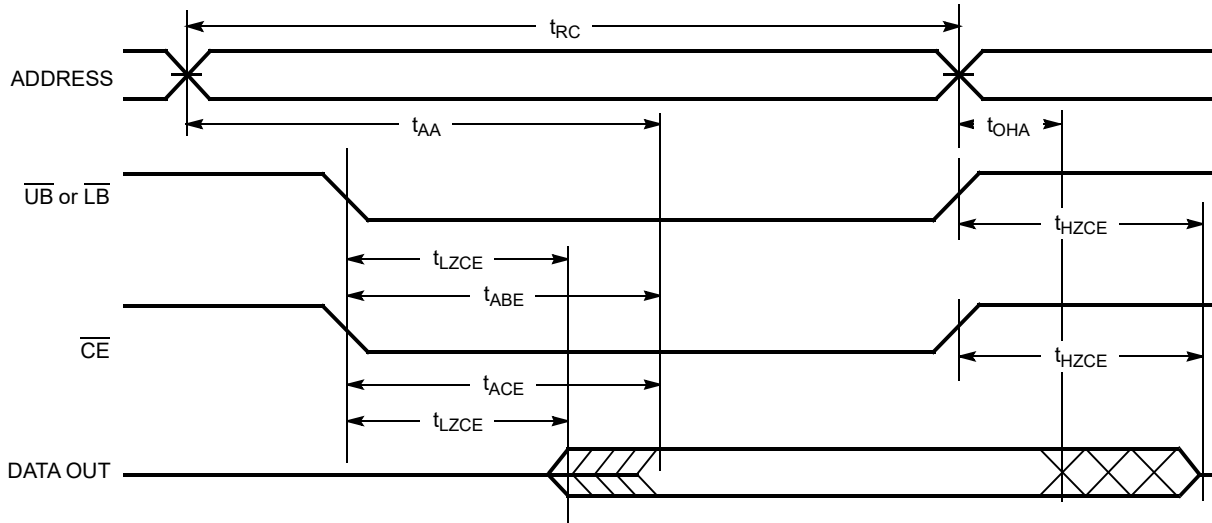 tRC
ADDRESS
tAA
tOHA
UB or LB
tHZCE
tLZCE
tABE
CE
tHZCE
tACE
tLZCE
DATA OUT